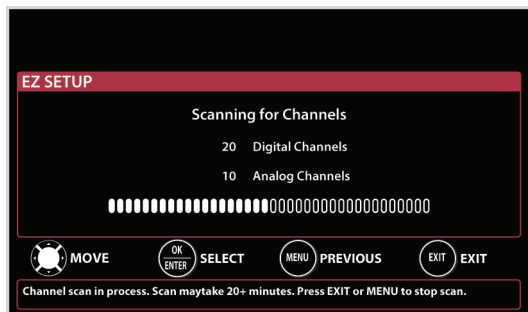 EZ SETUP
Scanning for Channels
20 Digital Channels
10 Analog Channels
MOVE OK ENTER SELECT MENU PREVIOUS EXIT EXIT
Channel scan in process. Scan maytake 20+ minutes. Press EXIT or MENU to stop scan.